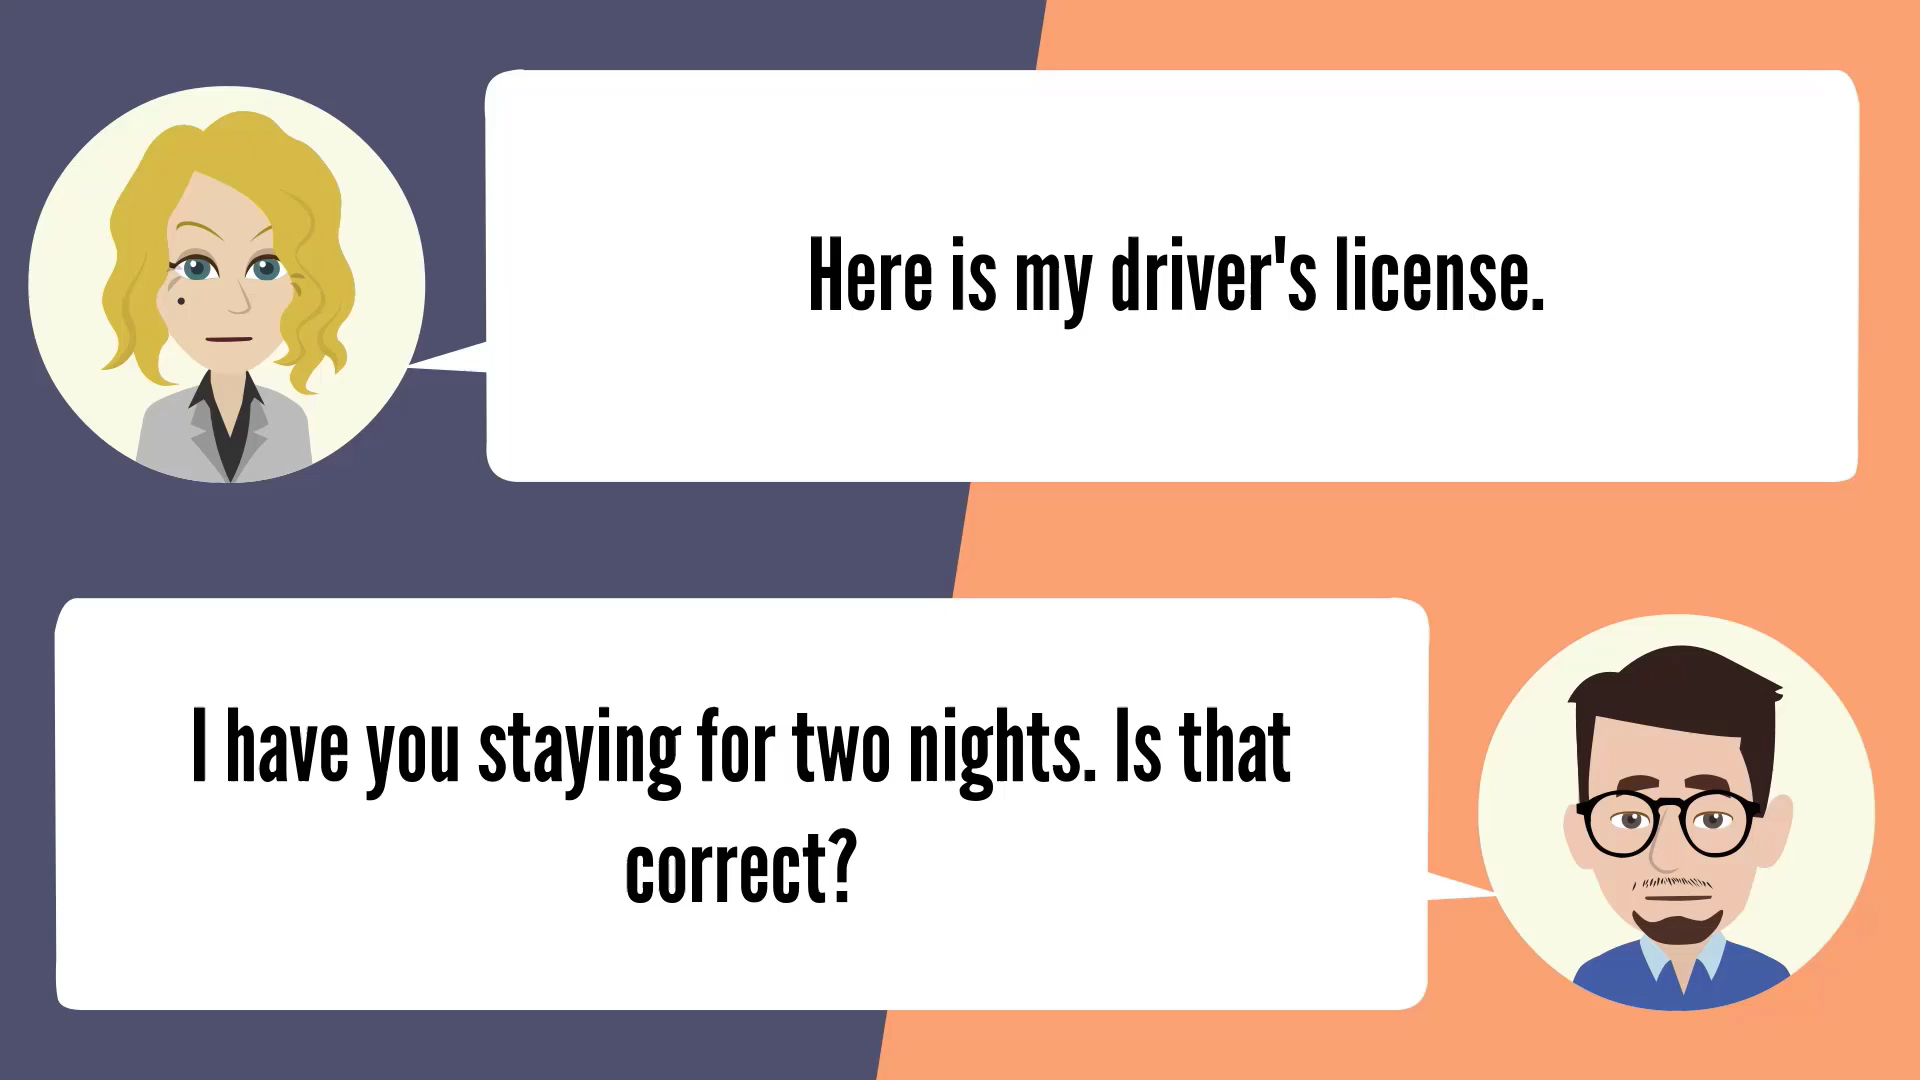 Here is my driver's license.
I have you staying for two nights. Is that
correct?